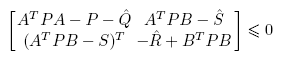 [ A^T PA − P − Q̂   A^T PB − Ŝ
(A^T PB − S)^T   −R̂ + B^T PB ] ⩽ 0